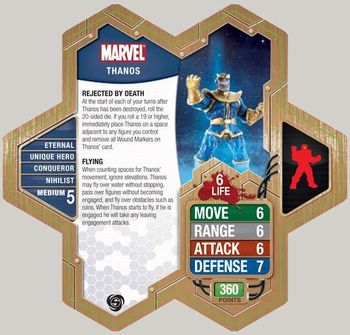 MARVEL
THANOS
REJECTED BY DEATH
At the start of each of your turns after
Thanos has been destroyed, roll the
20-sided die. If you roll a 19 or higher,
immediately place Thanos on a space
adjacent to any figure you control
and remove all Wound Markers on
Thanos' card.
FLYING
When counting spaces for Thanos'
movement, ignore elevations. Thanos
may fly over water without stopping,
pass over figures without becoming
engaged, and fly over obstacles such as
ruins. When Thanos starts to fly, if he is
engaged he will take any leaving
engagement attacks.
ETERNAL
UNIQUE HERO
CONQUEROR
NIHILIST
MEDIUM 5
6
LIFE
MOVE 6
RANGE 6
ATTACK 6
DEFENSE 7
360
POINTS